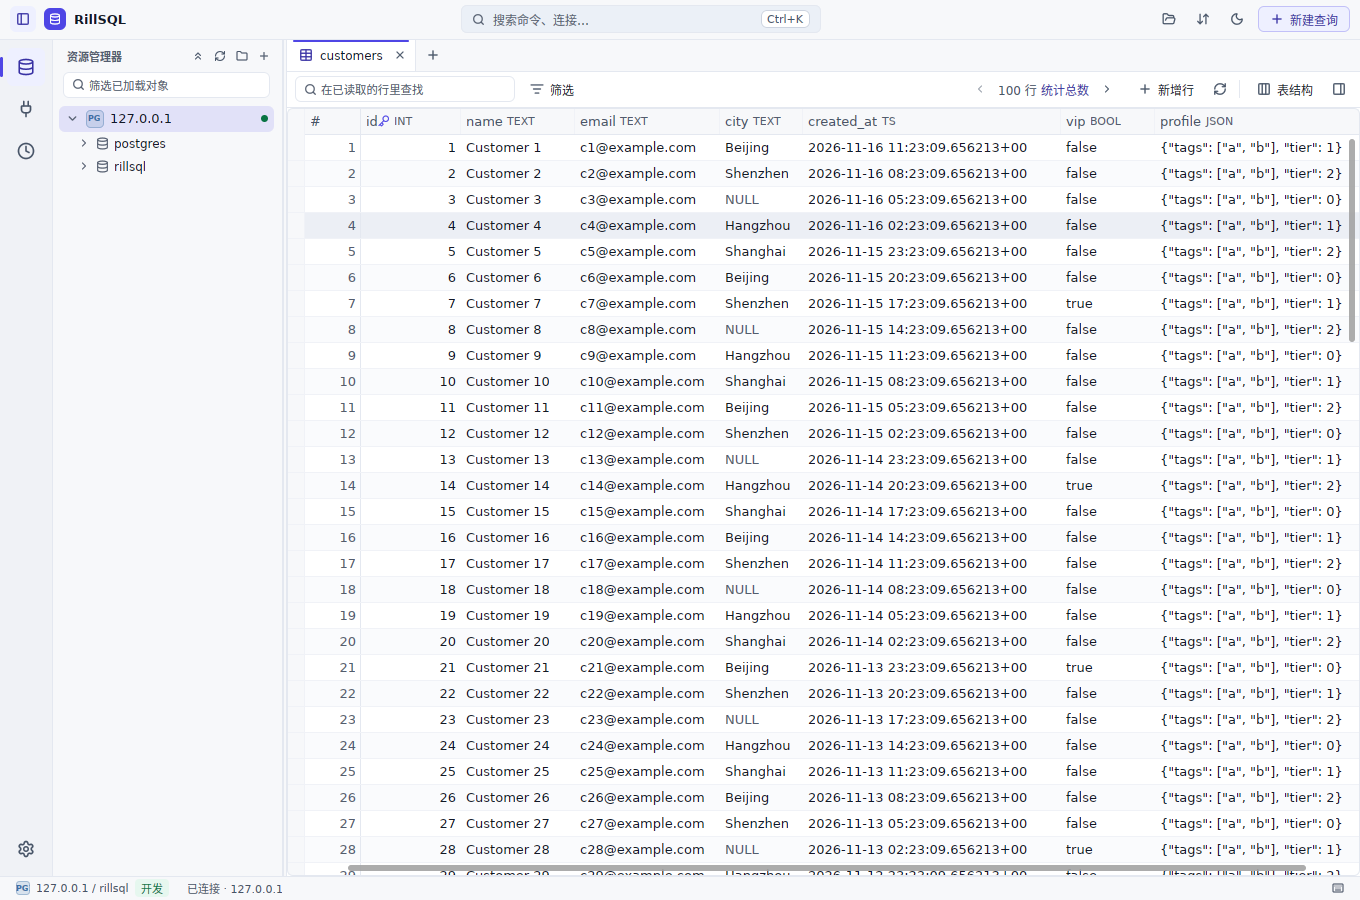 RillSQL
搜索命令、连接…
Ctrl+K
新建查询
资源管理器
customers
筛选已加载对象
在已读取的行里查找
筛选
100 行 统计总数
新增行
表结构
PG 127.0.0.1
postgres
rillsql
# id INT name TEXT email TEXT city TEXT created_at TS vip BOOL profile JSON
1 1 Customer 1 c1@example.com Beijing 2026-11-16 11:23:09.656213+00 false {"tags": ["a", "b"], "tier": 1}
2 2 Customer 2 c2@example.com Shenzhen 2026-11-16 08:23:09.656213+00 false {"tags": ["a", "b"], "tier": 2}
3 3 Customer 3 c3@example.com NULL 2026-11-16 05:23:09.656213+00 false {"tags": ["a", "b"], "tier": 0}
4 4 Customer 4 c4@example.com Hangzhou 2026-11-16 02:23:09.656213+00 false {"tags": ["a", "b"], "tier": 1}
5 5 Customer 5 c5@example.com Shanghai 2026-11-15 23:23:09.656213+00 false {"tags": ["a", "b"], "tier": 2}
6 6 Customer 6 c6@example.com Beijing 2026-11-15 20:23:09.656213+00 false {"tags": ["a", "b"], "tier": 0}
7 7 Customer 7 c7@example.com Shenzhen 2026-11-15 17:23:09.656213+00 true {"tags": ["a", "b"], "tier": 1}
8 8 Customer 8 c8@example.com NULL 2026-11-15 14:23:09.656213+00 false {"tags": ["a", "b"], "tier": 2}
9 9 Customer 9 c9@example.com Hangzhou 2026-11-15 11:23:09.656213+00 false {"tags": ["a", "b"], "tier": 0}
10 10 Customer 10 c10@example.com Shanghai 2026-11-15 08:23:09.656213+00 false {"tags": ["a", "b"], "tier": 1}
11 11 Customer 11 c11@example.com Beijing 2026-11-15 05:23:09.656213+00 false {"tags": ["a", "b"], "tier": 2}
12 12 Customer 12 c12@example.com Shenzhen 2026-11-15 02:23:09.656213+00 false {"tags": ["a", "b"], "tier": 0}
13 13 Customer 13 c13@example.com NULL 2026-11-14 23:23:09.656213+00 false {"tags": ["a", "b"], "tier": 1}
14 14 Customer 14 c14@example.com Hangzhou 2026-11-14 20:23:09.656213+00 true {"tags": ["a", "b"], "tier": 2}
15 15 Customer 15 c15@example.com Shanghai 2026-11-14 17:23:09.656213+00 false {"tags": ["a", "b"], "tier": 0}
16 16 Customer 16 c16@example.com Beijing 2026-11-14 14:23:09.656213+00 false {"tags": ["a", "b"], "tier": 1}
17 17 Customer 17 c17@example.com Shenzhen 2026-11-14 11:23:09.656213+00 false {"tags": ["a", "b"], "tier": 2}
18 18 Customer 18 c18@example.com NULL 2026-11-14 08:23:09.656213+00 false {"tags": ["a", "b"], "tier": 0}
19 19 Customer 19 c19@example.com Hangzhou 2026-11-14 05:23:09.656213+00 false {"tags": ["a", "b"], "tier": 1}
20 20 Customer 20 c20@example.com Shanghai 2026-11-14 02:23:09.656213+00 false {"tags": ["a", "b"], "tier": 2}
21 21 Customer 21 c21@example.com Beijing 2026-11-13 23:23:09.656213+00 true {"tags": ["a", "b"], "tier": 0}
22 22 Customer 22 c22@example.com Shenzhen 2026-11-13 20:23:09.656213+00 false {"tags": ["a", "b"], "tier": 1}
23 23 Customer 23 c23@example.com NULL 2026-11-13 17:23:09.656213+00 false {"tags": ["a", "b"], "tier": 2}
24 24 Customer 24 c24@example.com Hangzhou 2026-11-13 14:23:09.656213+00 false {"tags": ["a", "b"], "tier": 0}
25 25 Customer 25 c25@example.com Shanghai 2026-11-13 11:23:09.656213+00 false {"tags": ["a", "b"], "tier": 1}
26 26 Customer 26 c26@example.com Beijing 2026-11-13 08:23:09.656213+00 false {"tags": ["a", "b"], "tier": 2}
27 27 Customer 27 c27@example.com Shenzhen 2026-11-13 05:23:09.656213+00 false {"tags": ["a", "b"], "tier": 0}
28 28 Customer 28 c28@example.com NULL 2026-11-13 02:23:09.656213+00 true {"tags": ["a", "b"], "tier": 1}
PG 127.0.0.1 / rillsql 开发 已连接 · 127.0.0.1